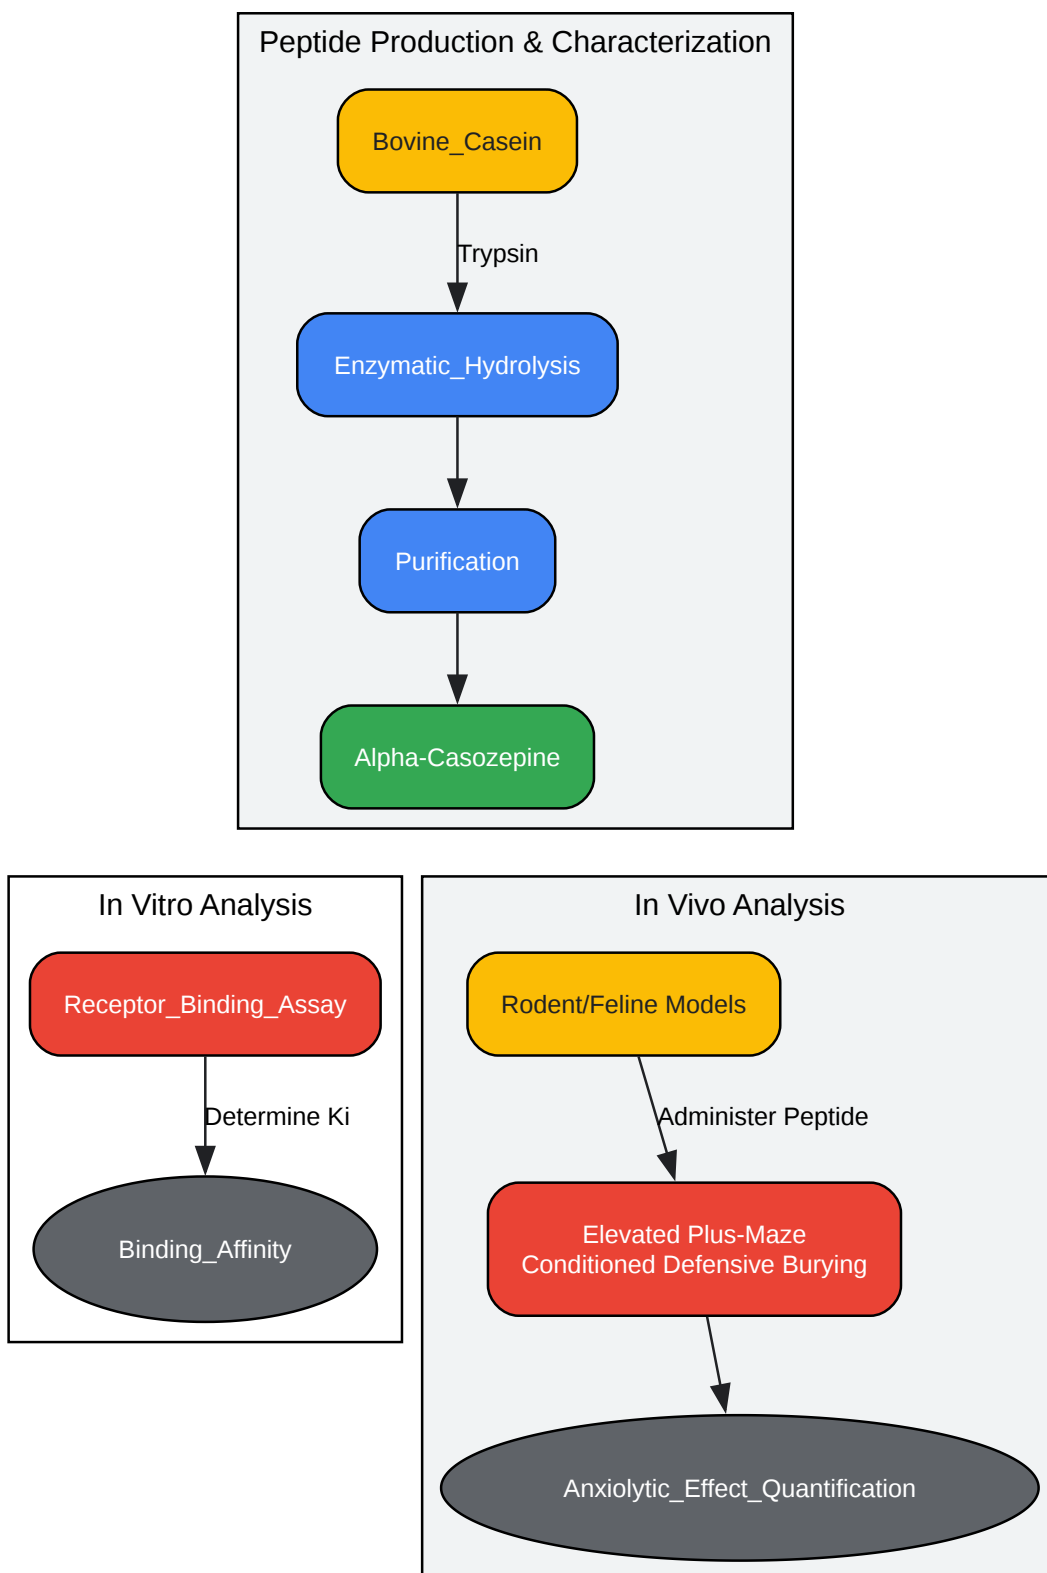 Peptide Production & Characterization
Bovine_Casein
Trypsin
Enzymatic_Hydrolysis
Purification
Alpha-Casozepine
In Vitro Analysis
Receptor_Binding_Assay
Determine Ki
Binding_Affinity
In Vivo Analysis
Rodent/Feline Models
Administer Peptide
Elevated Plus-Maze
Conditioned Defensive Burying
Anxiolytic_Effect_Quantification